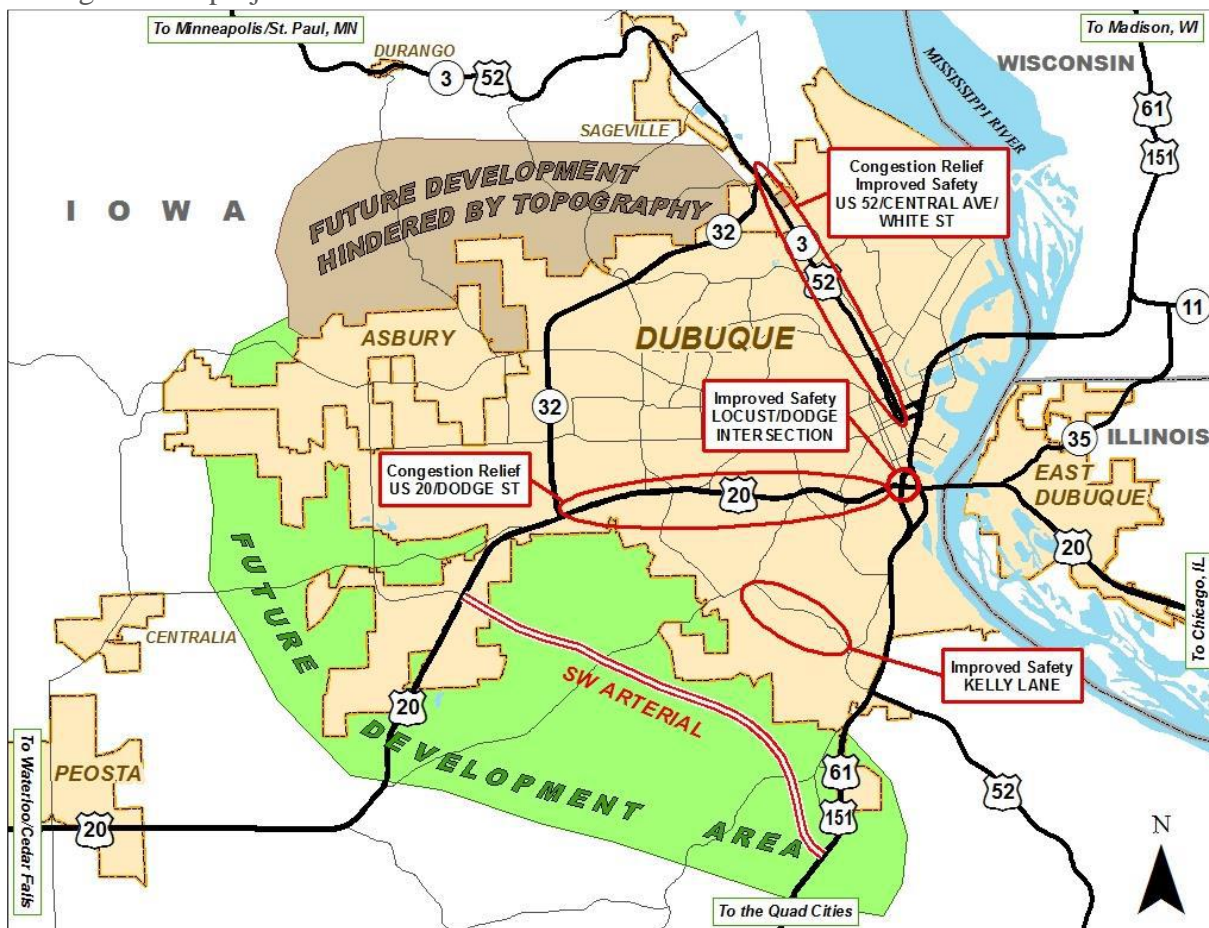 To Minneapolis/St. Paul, MN
To Madison, WI
DURANGO
3
52
WISCONSIN
MISSISSIPPI RIVER
61
151
SAGEVILLE
Congestion Relief
Improved Safety
US 52/CENTRAL AVE/
WHITE ST
FUTURE DEVELOPMENT
HINDERED BY TOPOGRAPHY
IOWA
32
3
52
11
ASBURY
DUBUQUE
32
Improved Safety
LOCUST/DODGE
INTERSECTION
35
ILLINOIS
Congestion Relief
US 20/DODGE ST
20
EAST
DUBUQUE
20
To Chicago, IL
FUTURE
DEVELOPMENT
AREA
CENTRALIA
SW ARTERIAL
Improved Safety
KELLY LANE
20
61
151
52
PEOSTA
20
To Waterloo/Cedar Falls
To the Quad Cities
N